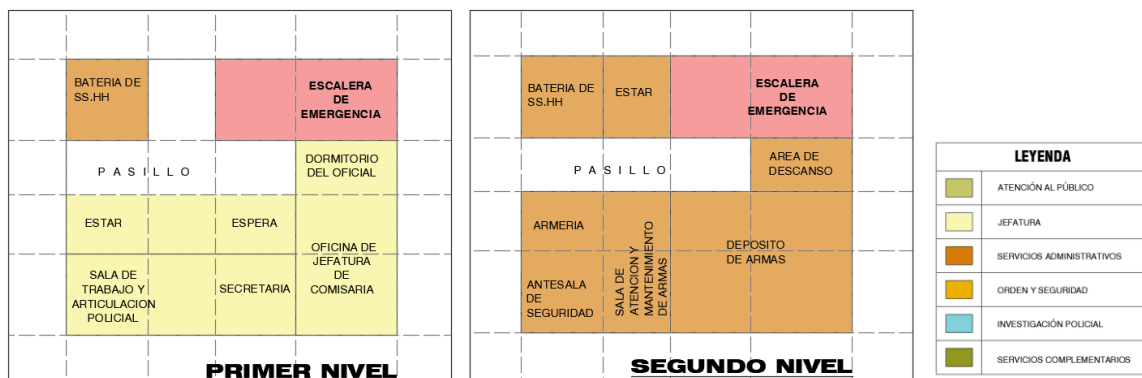 BATERIA DE
SS.HH
ESCALERA
DE
EMERGENCIA
DORMITORIO
DEL OFICIAL
P A S I L L O
ESTAR
ESPERA
OFICINA DE
JEFATURA
DE
COMISARIA
SALA DE
TRABAJO Y
ARTICULACION
POLICIAL
SECRETARIA
PRIMER NIVEL
BATERIA DE
SS.HH
ESTAR
ESCALERA
DE
EMERGENCIA
AREA DE
DESCANSO
P A S I L L O
ARMERIA
ANTESALA
DE
SEGURIDAD
SALA DE
ATENCION Y
MANTENIMIENTO
DE ARMAS
DEPOSITO
DE ARMAS
SEGUNDO NIVEL
LEYENDA
ATENCIÓN AL PÚBLICO
JEFATURA
SERVICIOS ADMINISTRATIVOS
ORDEN Y SEGURIDAD
INVESTIGACIÓN POLICIAL
SERVICIOS COMPLEMENTARIOS